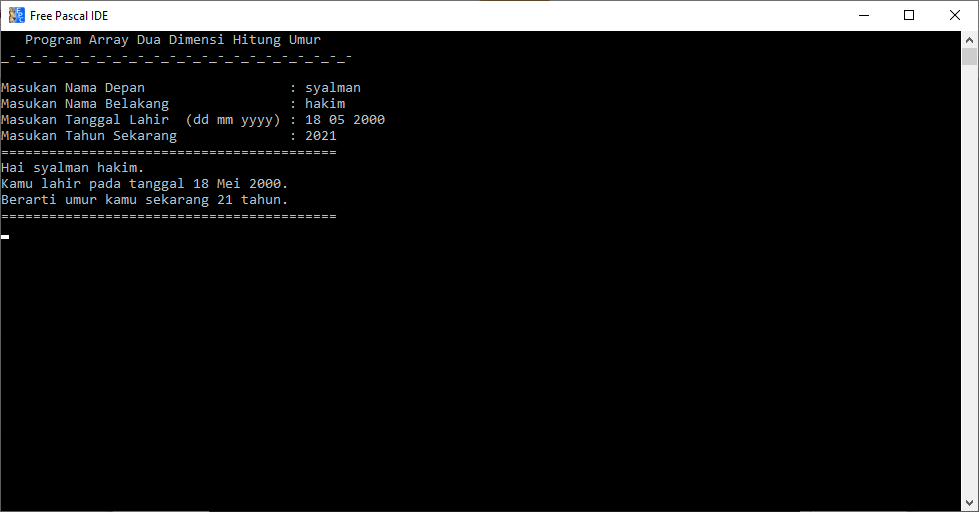 Free Pascal IDE
Program Array Dua Dimensi Hitung Umur
_-_-_-_-_-_-_-_-_-_-_-_-_-_-_-_-_-_-_-_-_-_-
Masukan Nama Depan                  : syalman
Masukan Nama Belakang               : hakim
Masukan Tanggal Lahir  (dd mm yyyy) : 18 05 2000
Masukan Tahun Sekarang              : 2021
==========================================
Hai syalman hakim.
Kamu lahir pada tanggal 18 Mei 2000.
Berarti umur kamu sekarang 21 tahun.
==========================================